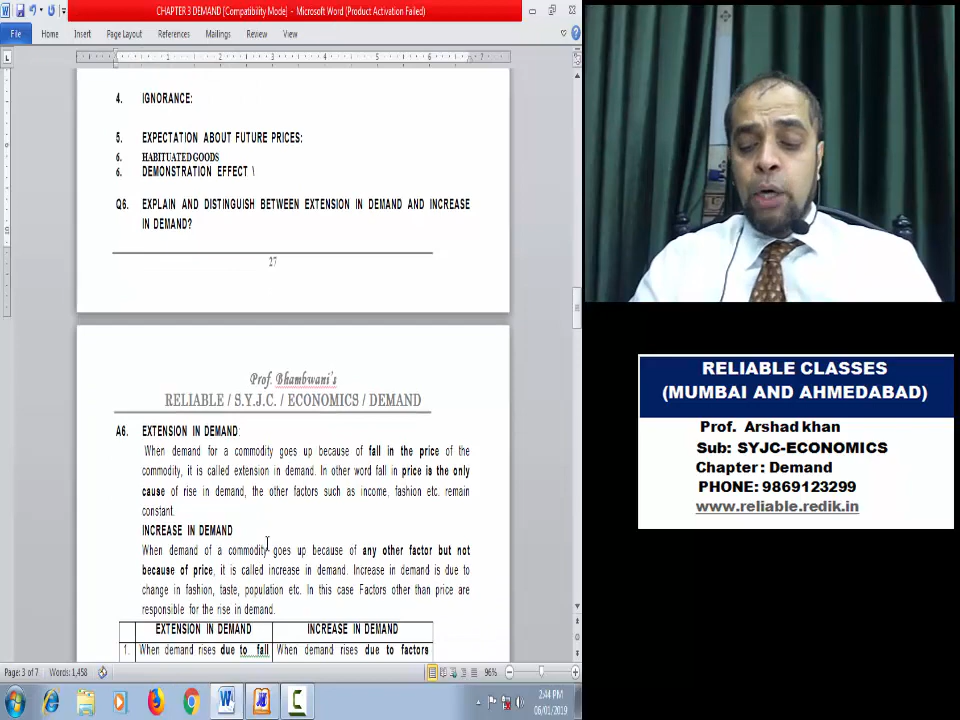 CHAPTER 3 DEMAND [Compatibility Mode] - Microsoft Word (Product Activation Failed)
File Home Insert Page Layout References Mailings Review View
4. IGNORANCE:
5. EXPECTATION ABOUT FUTURE PRICES:
6. HABITUATED GOODS
6. DEMONSTRATION EFFECT \
Q6. EXPLAIN AND DISTINGUISH BETWEEN EXTENSION IN DEMAND AND INCREASE
IN DEMAND?
27
Prof. Bhambwani's
RELIABLE / S.Y.J.C. / ECONOMICS / DEMAND
A6. EXTENSION IN DEMAND:
When demand for a commodity goes up because of fall in the price of the
commodity, it is called extension in demand. In other word fall in price is the only
cause of rise in demand, the other factors such as income, fashion etc. remain
constant.
INCREASE IN DEMAND
When demand of a commodity goes up because of any other factor but not
because of price, it is called increase in demand. Increase in demand is due to
change in fashion, taste, population etc. In this case Factors other than price are
responsible for the rise in demand.
EXTENSION IN DEMAND INCREASE IN DEMAND
1. When demand rises due to fall When demand rises due to factors
Page: 3 of 7 Words: 1,458 96%
2:44 PM
06/01/2019
RELIABLE CLASSES
(MUMBAI AND AHMEDABAD)
Prof. Arshad khan
Sub: SYJC-ECONOMICS
Chapter : Demand
PHONE: 9869123299
www.reliable.redik.in